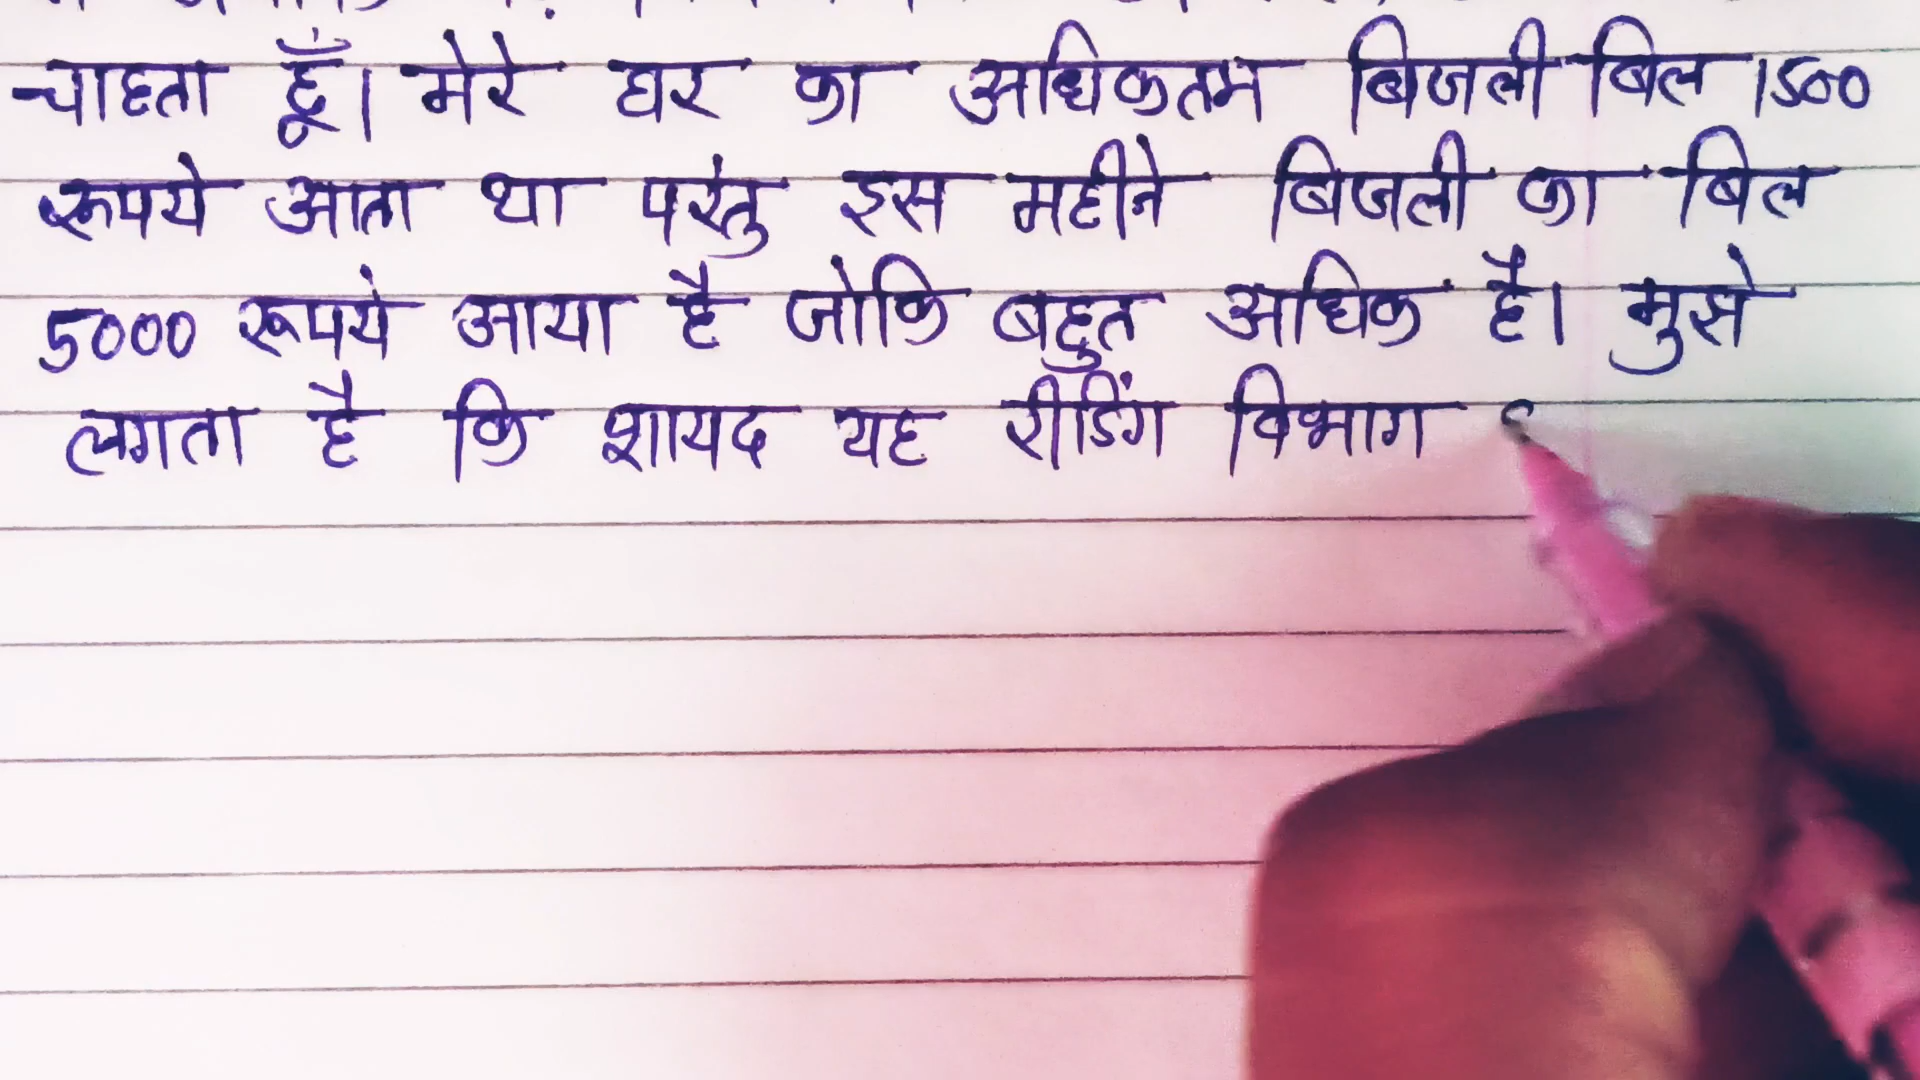 चाहता हूँ। मेरे घर का अधिकतम बिजली बिल 1500
रूपये आता था परंतु इस महीने बिजली का बिल
5000 रूपये आया है जोकि बहुत अधिक है। मुझे
लगता है कि शायद यह रीडिंग विभाग